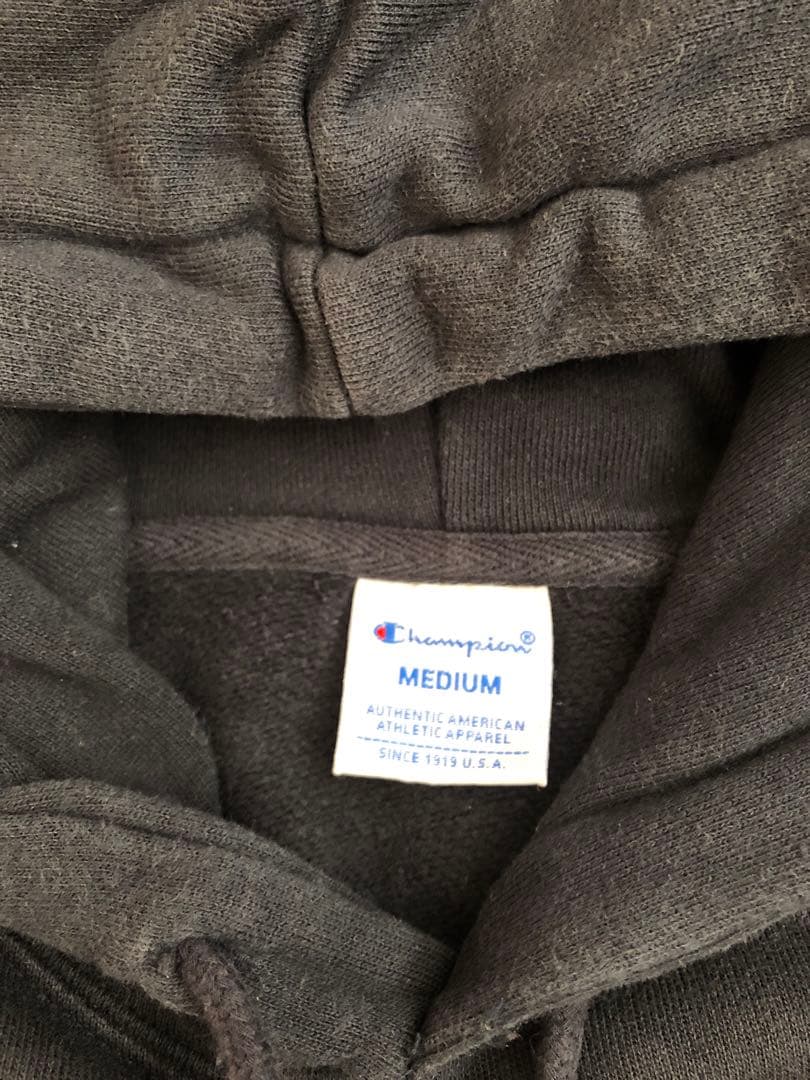 Champion®
MEDIUM
AUTHENTIC AMERICAN
ATHLETIC APPAREL
SINCE 1919 U.S.A.